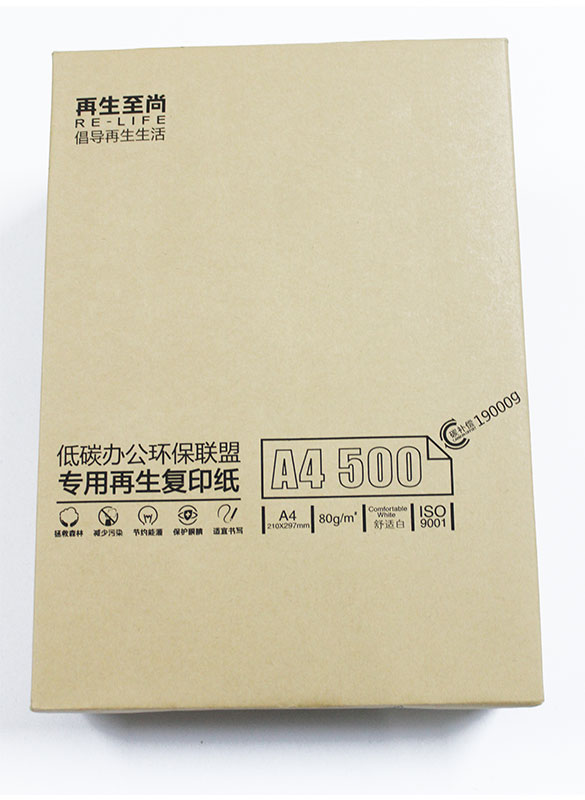 再生至尚
RE-LIFE
倡导再生生活
碳补偿 19000g
低碳办公环保联盟
专用再生复印纸
A4 500
拯救森林 减少污染 节约能源 保护眼睛 适宜书写
A4
210X297mm
80g/m²
Comfortable
White
舒适白
ISO
9001